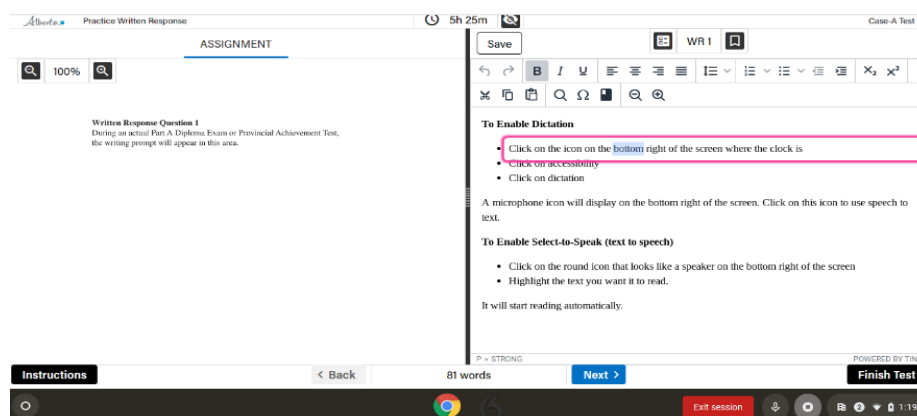 Alberta
Practice Written Response
5h 25m
Case-A Test
ASSIGNMENT
100%
Written Response Question 1
During an actual Part A Diploma Exam or Provincial Achievement Test,
the writing prompt will appear in this area.
Save
WR 1
B I U
X₂ X²
Ω
To Enable Dictation
• Click on the icon on the bottom right of the screen where the clock is
• Click on accessibility
• Click on dictation
A microphone icon will display on the bottom right of the screen. Click on this icon to use speech to
text.
To Enable Select-to-Speak (text to speech)
• Click on the round icon that looks like a speaker on the bottom right of the screen
• Highlight the text you want it to read.
It will start reading automatically.
P » STRONG
POWERED BY TIN
Instructions
< Back
81 words
Next >
Finish Test
Exit session
2
1:19